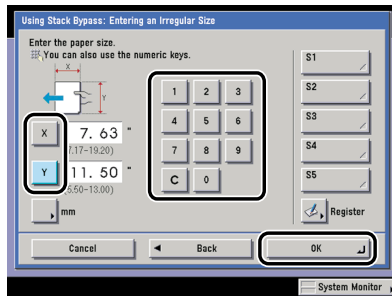 Using Stack Bypass: Entering an Irregular Size
Enter the paper size.
You can also use the numeric keys.
X
Y
X 7.63 "
7.17-19.20)
Y 11.50 "
5.50-13.00)
mm
1 2 3
4 5 6
7 8 9
C 0
S1
S2
S3
S4
S5
Register
Cancel
Back
OK
System Monitor